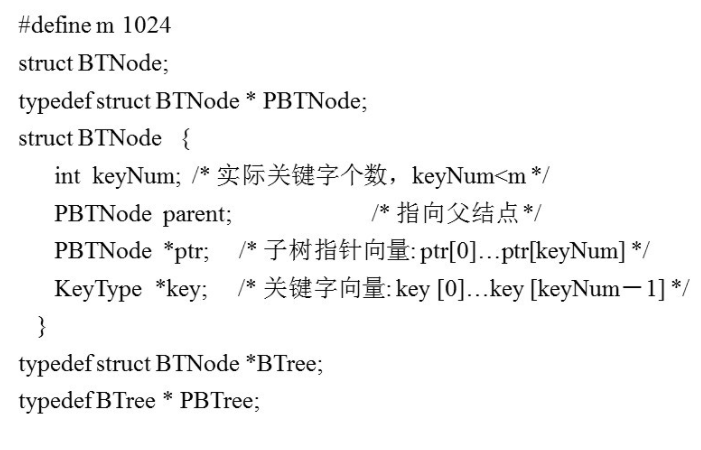 #define m 1024
struct BTNode;
typedef struct BTNode * PBTNode;
struct BTNode {
int keyNum; /* 实际关键字个数，keyNum<m */
PBTNode parent; /* 指向父结点*/
PBTNode *ptr; /* 子树指针向量: ptr[0]…ptr[keyNum] */
KeyType *key; /* 关键字向量: key [0]…key [keyNum－1] */
}
typedef struct BTNode *BTree;
typedef BTree * PBTree;